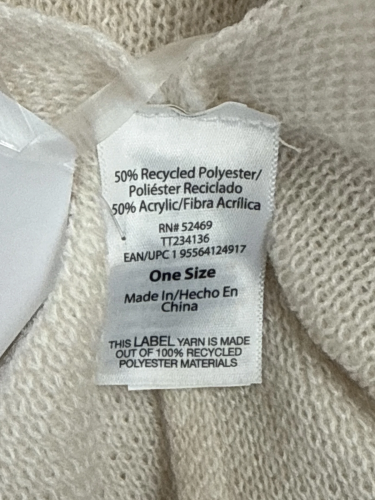 50% Recycled Polyester/
Poliéster Reciclado
50% Acrylic/Fibra Acrílica
RN# 52469
TT234136
EAN/UPC 1 95564124917
One Size
Made In/Hecho En
China
THIS LABEL YARN IS MADE
OUT OF 100% RECYCLED
POLYESTER MATERIALS